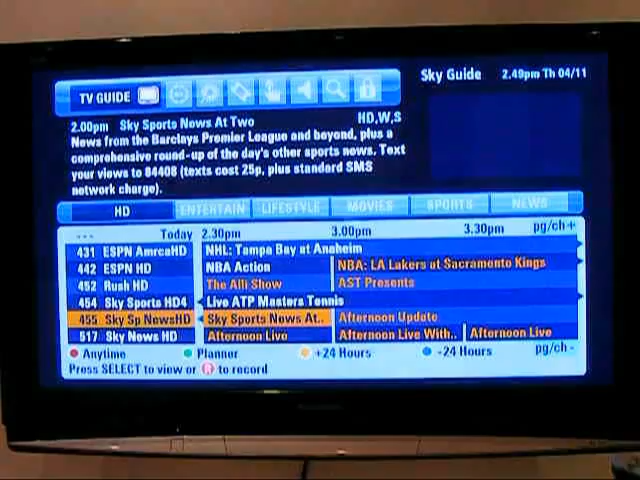 Sky Guide 2.49pm Th 04/11
TV GUIDE
2.00pm Sky Sports News At Two HD,W,S
News from the Barclays Premier League and beyond, plus a
comprehensive round-up of the day's other sports news. Text
your views to 84408 (texts cost 25p, plus standard SMS
network charge).
HD ENTERTAIN LIFESTYLE MOVIES SPORTS NEWS
--- Today 2.30pm 3.00pm 3.30pm pg/ch+
431 ESPN AmrcaHD NHL: Tampa Bay at Anaheim
442 ESPN HD NBA Action NBA: LA Lakers at Sacramento Kings
452 Rush HD The Alli Show AST Presents
454 Sky Sports HD4 Live ATP Masters Tennis
455 Sky Sp NewsHD Sky Sports News At.. Afternoon Update
517 Sky News HD Afternoon Live Afternoon Live With.. Afternoon Live
Anytime Planner +24 Hours -24 Hours pg/ch-
Press SELECT to view or R to record